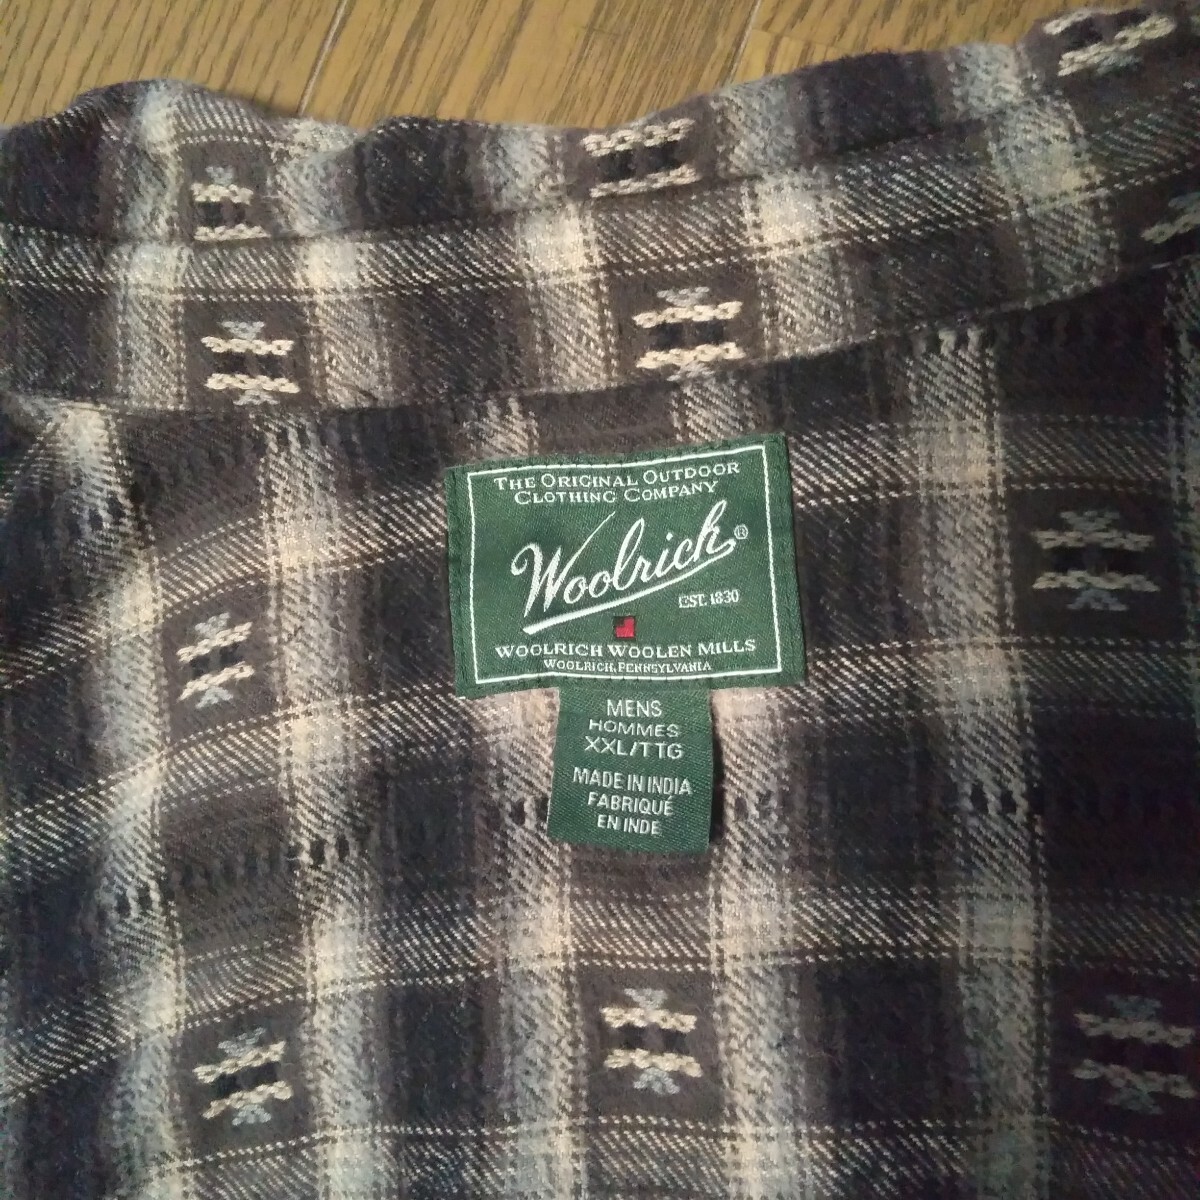 THE ORIGINAL OUTDOOR
CLOTHING COMPANY
Woolrich®
EST. 1830
WOOLRICH WOOLEN MILLS
WOOLRICH, PENNSYLVANIA
MENS
HOMMES
XXL/TTG
MADE IN INDIA
FABRIQUÉ
EN INDE